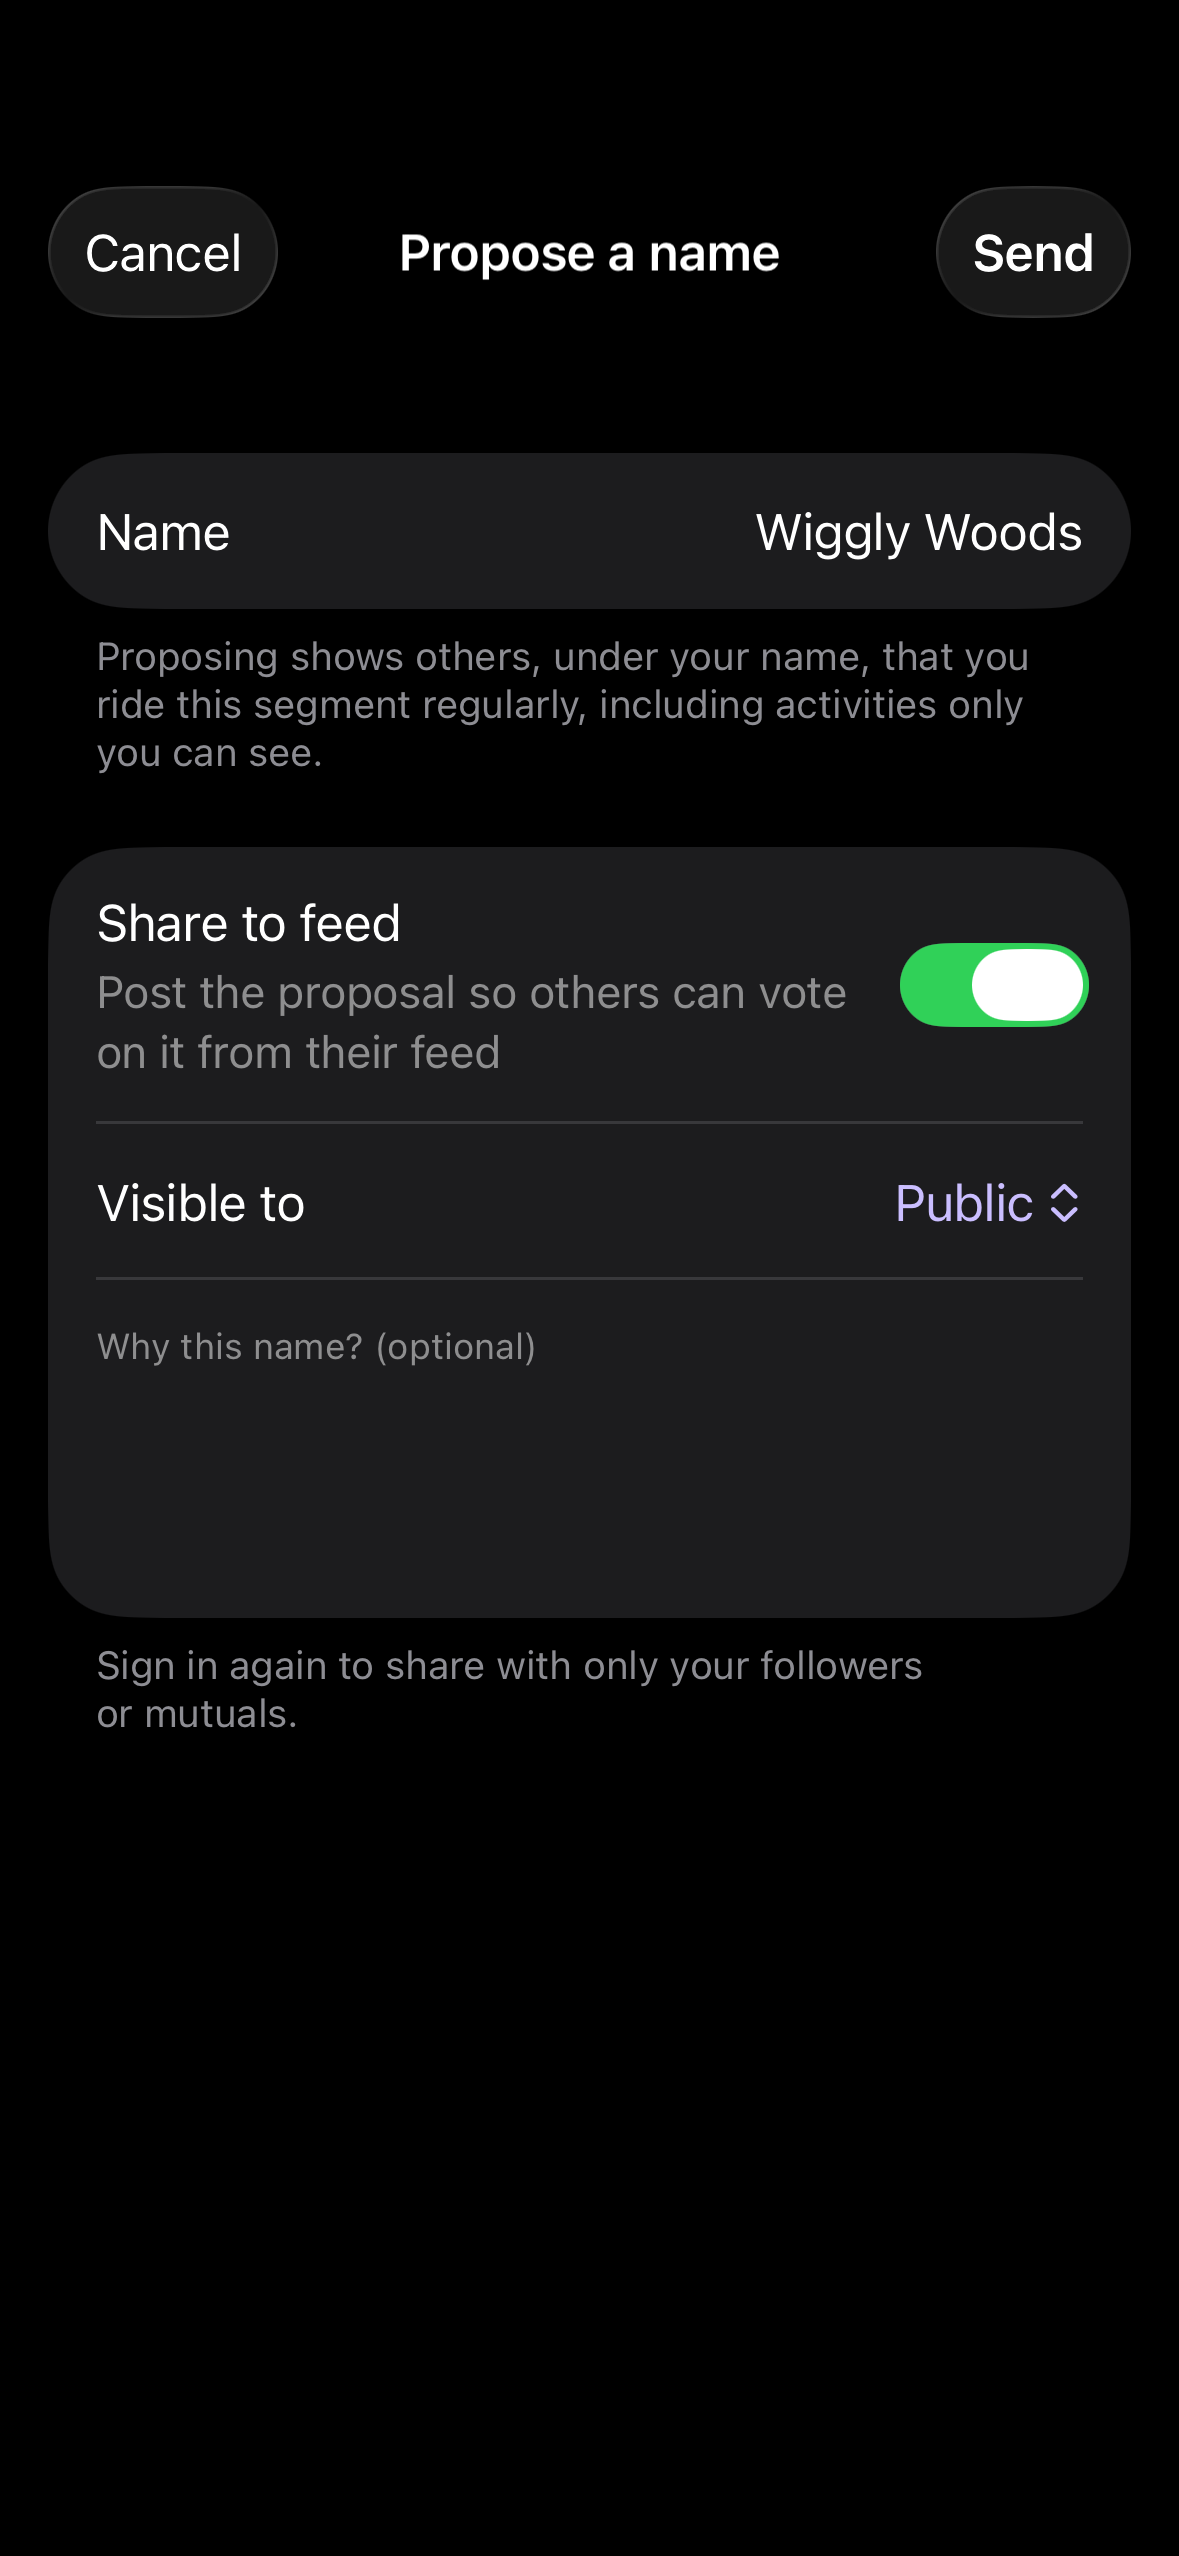 Cancel
Propose a name
Send
Name
Wiggly Woods
Proposing shows others, under your name, that you
ride this segment regularly, including activities only
you can see.
Share to feed
Post the proposal so others can vote
on it from their feed
Visible to
Public
Why this name? (optional)
Sign in again to share with only your followers
or mutuals.